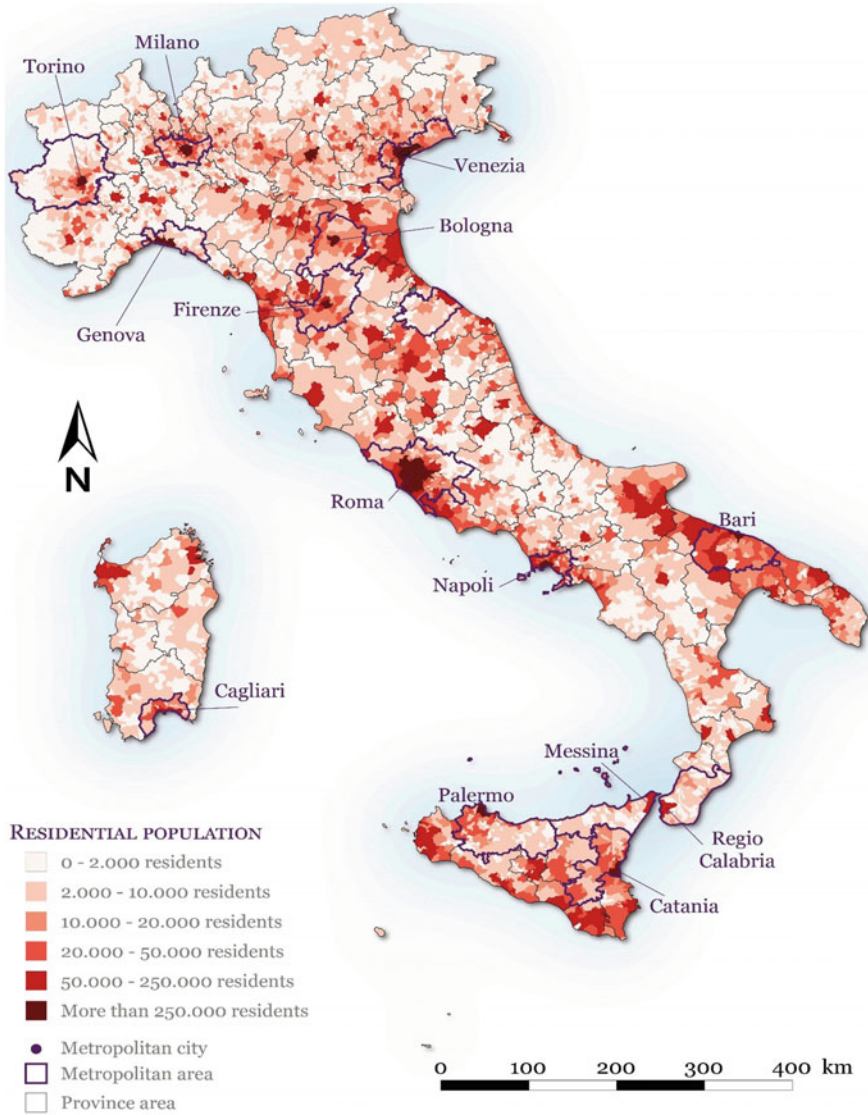 Milano
Torino
Venezia
Bologna
Firenze
Genova
N
Roma
Bari
Napoli
Cagliari
Messina
Palermo
Regio
Calabria
Catania
RESIDENTIAL POPULATION
0 - 2.000 residents
2.000 - 10.000 residents
10.000 - 20.000 residents
20.000 - 50.000 residents
50.000 - 250.000 residents
More than 250.000 residents
Metropolitan city
Metropolitan area
Province area
0 100 200 300 400 km